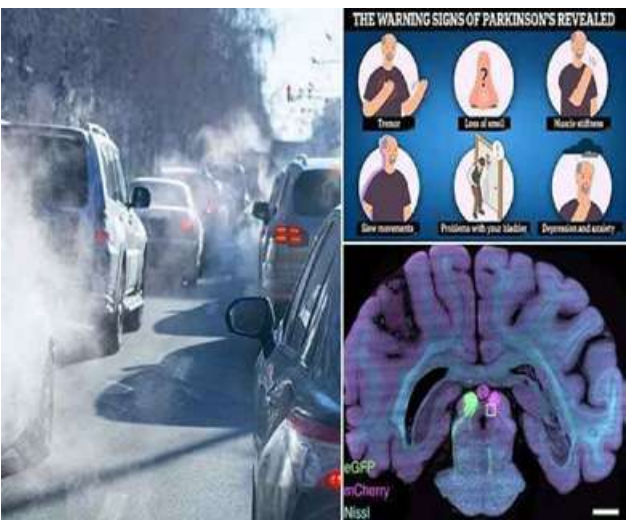 THE WARNING SIGNS OF PARKINSON'S REVEALED
Tremor
Loss of smell
Muscle stiffness
Slow movements
Problems with your bladder
Depression and anxiety
eGFP
mCherry
Nissl